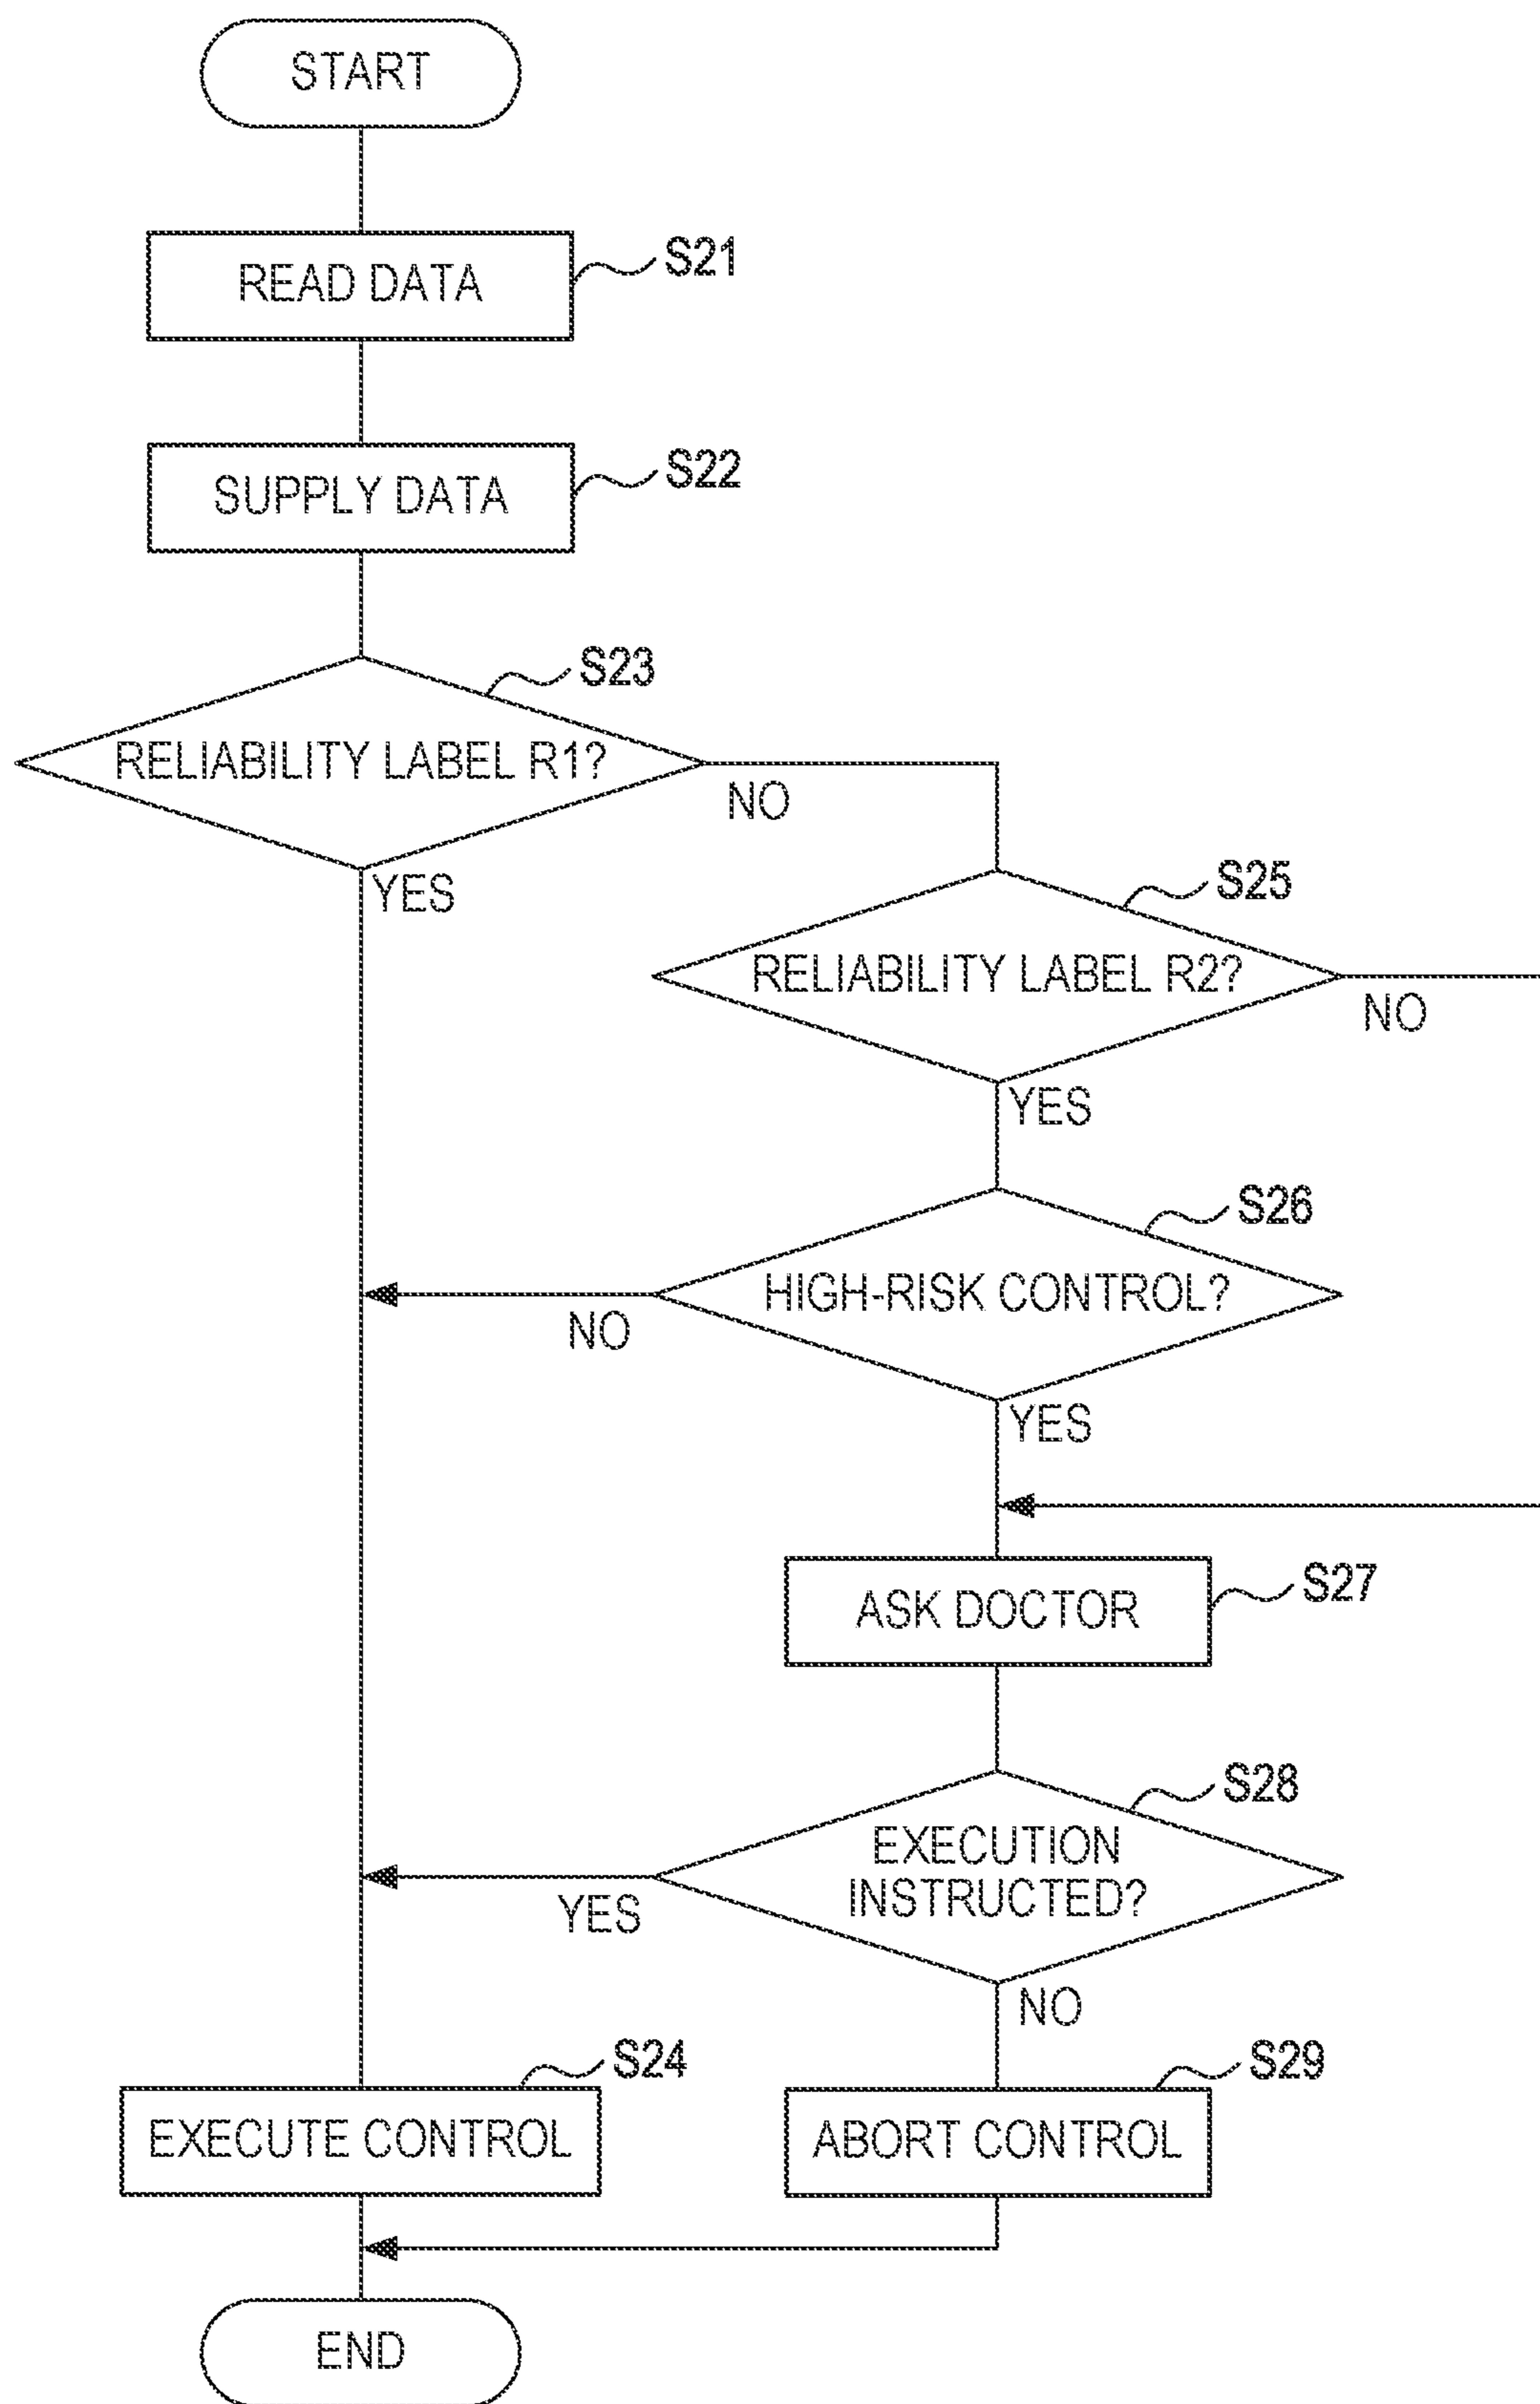 START
READ DATA
S21
SUPPLY DATA
S22
S23
RELIABILITY LABEL R1?
NO
YES
S25
RELIABILITY LABEL R2?
NO
YES
S26
HIGH-RISK CONTROL?
NO
YES
ASK DOCTOR
S27
S28
EXECUTION
INSTRUCTED?
YES
NO
S24
EXECUTE CONTROL
S29
ABORT CONTROL
END